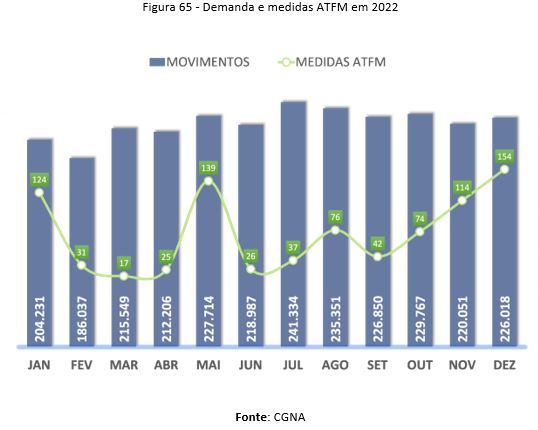 Figura 65 - Demanda e medidas ATFM em 2022
MOVIMENTOS MEDIDAS ATFM
124 31 17 25 139 26 37 76 42 74 114 154
204.231 186.037 215.549 212.206 227.714 218.987 241.334 235.351 226.850 229.767 220.051 226.018
JAN FEV MAR ABR MAI JUN JUL AGO SET OUT NOV DEZ
Fonte: CGNA